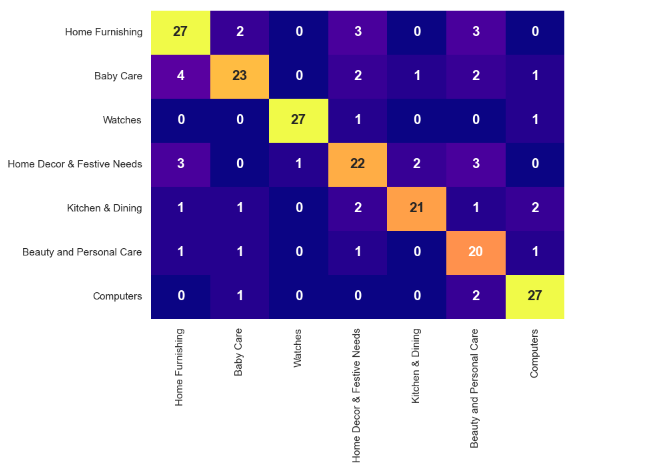 Home Furnishing 27 2 0 3 0 3 0
Baby Care 4 23 0 2 1 2 1
Watches 0 0 27 1 0 0 1
Home Decor & Festive Needs 3 0 1 22 2 3 0
Kitchen & Dining 1 1 0 2 21 1 2
Beauty and Personal Care 1 1 0 1 0 20 1
Computers 0 1 0 0 0 2 27
Home Furnishing
Baby Care
Watches
Home Decor & Festive Needs
Kitchen & Dining
Beauty and Personal Care
Computers